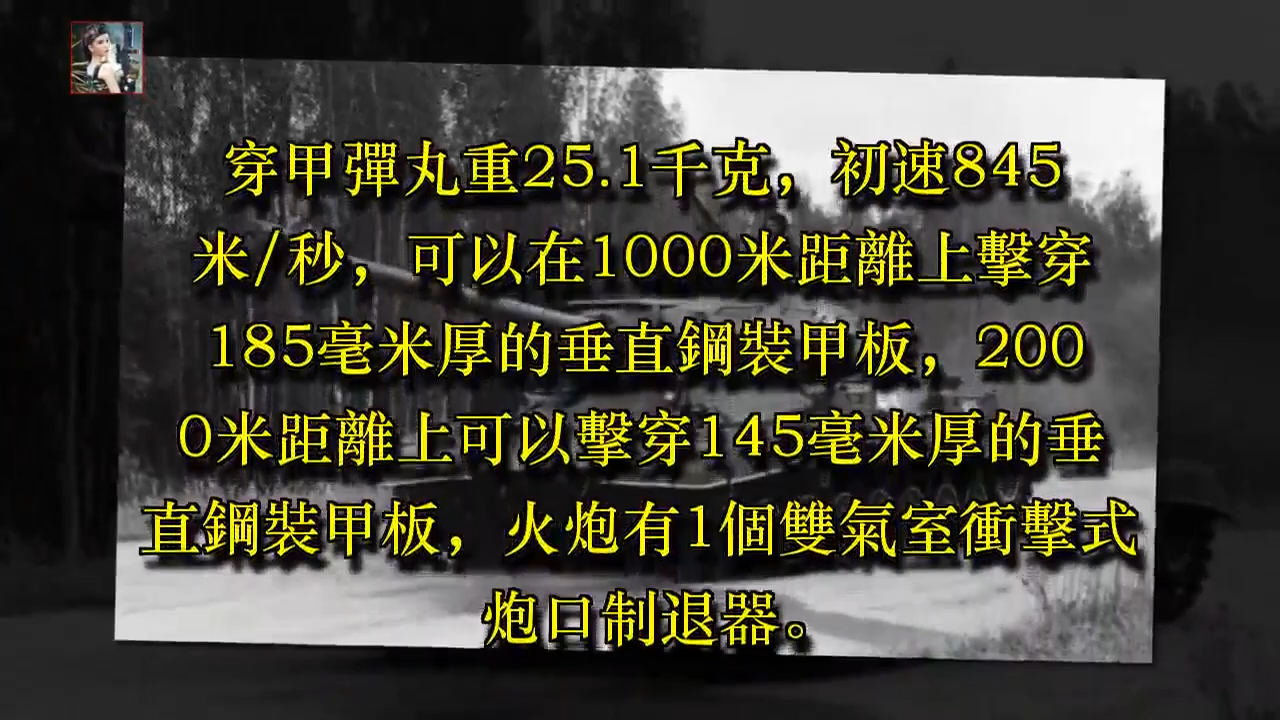 穿甲彈丸重25.1千克，初速845
米/秒，可以在1000米距離上擊穿
185毫米厚的垂直鋼裝甲板，200
0米距離上可以擊穿145毫米厚的垂
直鋼裝甲板，火炮有1個雙氣室衝擊式
炮口制退器。